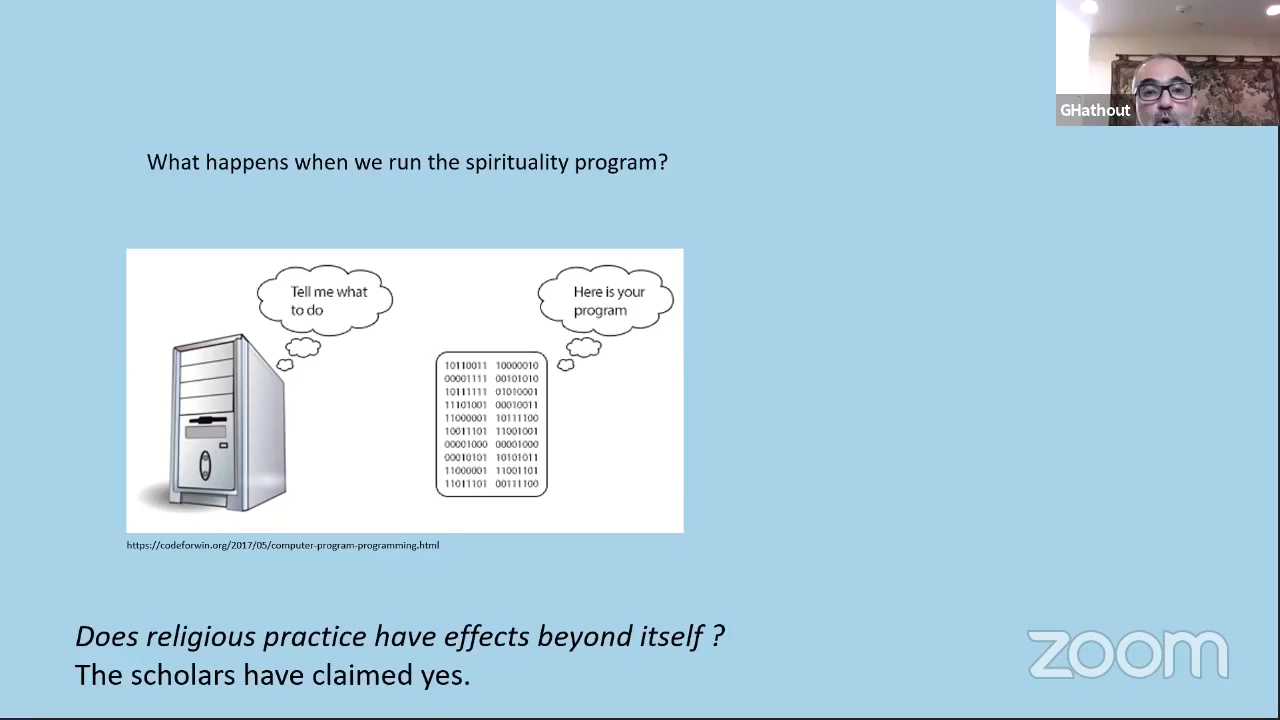 GHathout
What happens when we run the spirituality program?
Tell me what
to do
Here is your
program
10110011 10000010
00001111 00101010
10111111 01010001
11101001 00010011
11000001 10111100
10011101 11001001
00001000 00001000
00010101 10101011
11000001 11001101
11011101 00111100
https://codeforwin.org/2017/05/computer-program-programming.html
Does religious practice have effects beyond itself ?
The scholars have claimed yes.
zoom